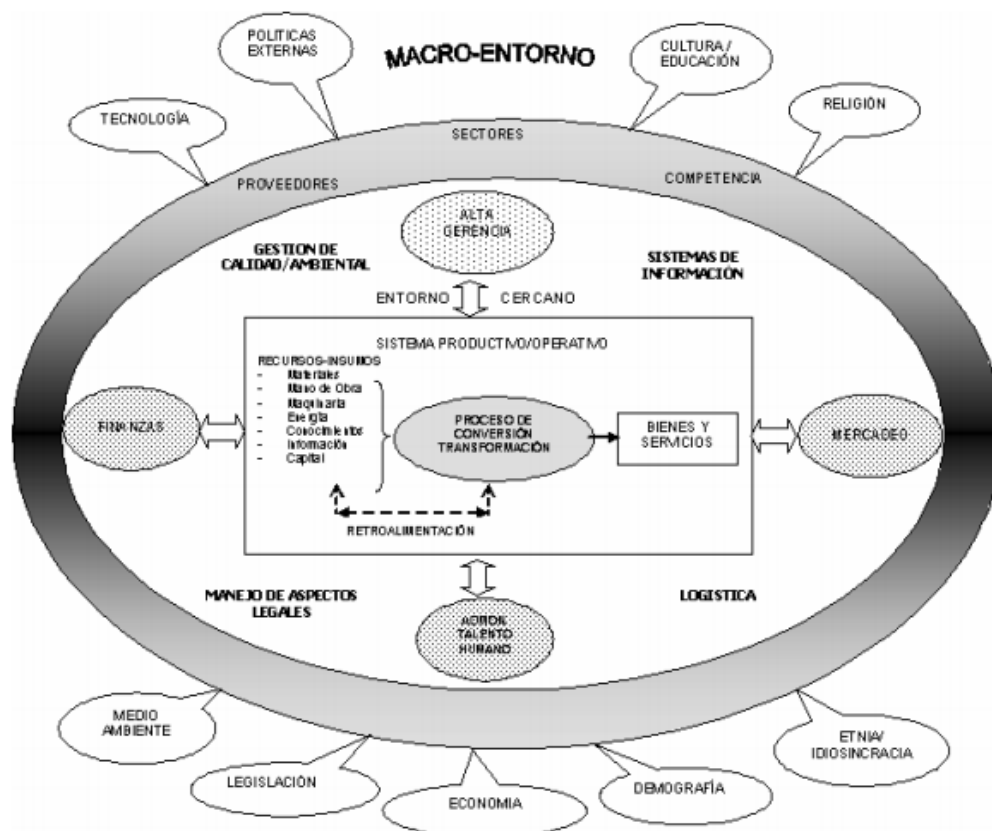 POLITICAS
EXTERNAS
MACRO-ENTORNO
CULTURA /
EDUCACIÓN
TECNOLOGÍA
RELIGIÓN
SECTORES
PROVEEDORES
COMPETENCIA
ALTA
GERENCIA
GESTION DE
CALIDAD/AMBIENTAL
SISTEMAS DE
INFORMACIÓN
ENTORNO
CERCANO
SISTEMA PRODUCTIVO/OPERATIVO
RECURSOS-INSUMOS
- Materiales
- Mano de Obra
- Maquinaria
- Energía
- Conocimientos
- Información
- Capital
FINANZAS
PROCESO DE
CONVERSIÓN
TRANSFORMACIÓN
BIENES Y
SERVICIOS
MERCADEO
RETROALIMENTACIÓN
MANEJO DE ASPECTOS
LEGALES
LOGISTICA
ADMON
TALENTO
HUMANO
MEDIO
AMBIENTE
LEGISLACIÓN
ECONOMIA
DEMOGRAFÍA
ETNIA/
IDIOSINCRACIA